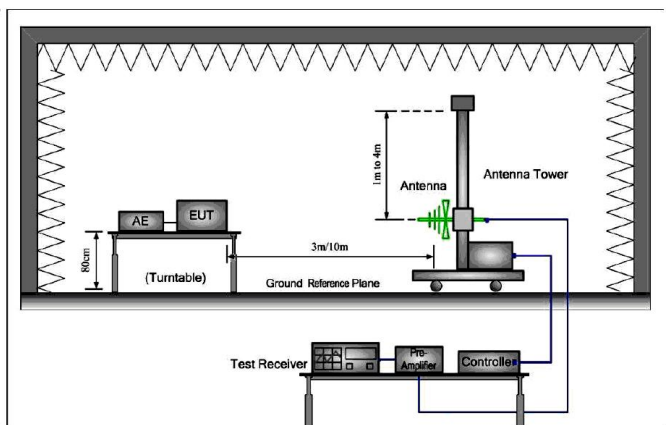 1m to 4m
Antenna
Antenna Tower
AE
EUT
80cm
(Turntable)
3m/10m
Ground Reference Plane
Test Receiver
Pre-
Amplifier
Controlle